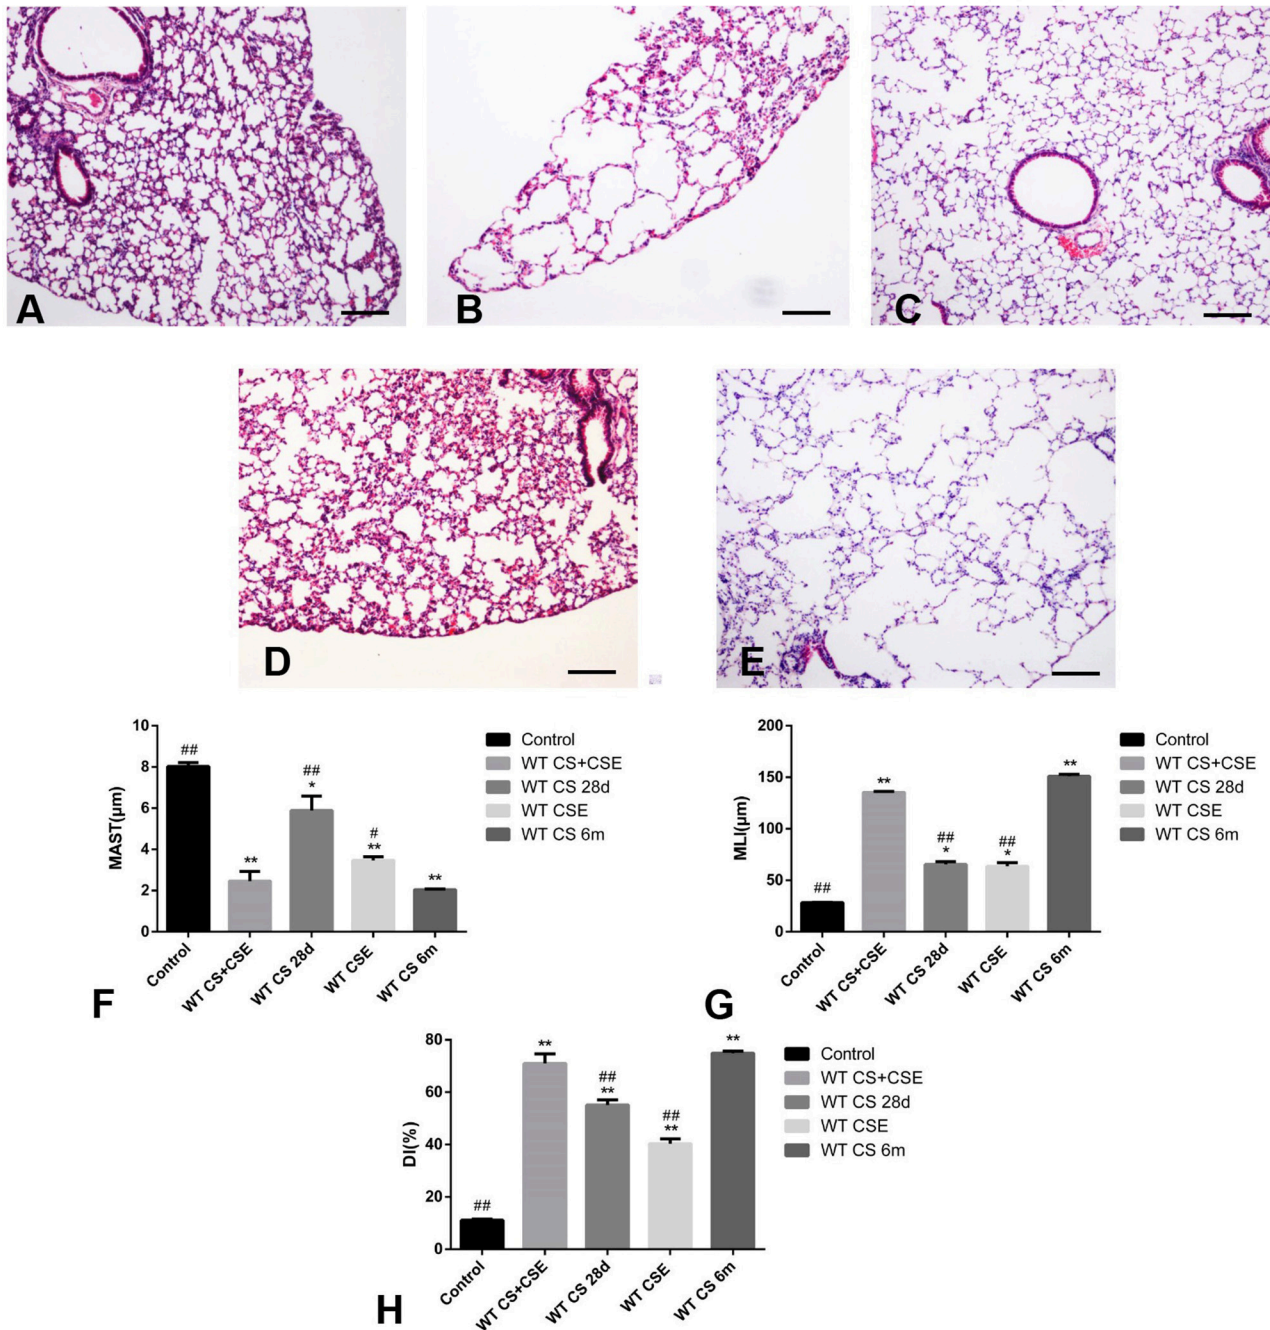 A
B
C
D
E
8
6
4
2
0
MAST(μm)
##
**
##
*
#
**
**
Control
WT CS+CSE
WT CS 28d
WT CSE
WT CS 6m
Control
WT CS+CSE
WT CS 28d
WT CSE
WT CS 6m
F
200
150
100
50
0
MLI(μm)
##
**
##
*
##
*
**
Control
WT CS+CSE
WT CS 28d
WT CSE
WT CS 6m
Control
WT CS+CSE
WT CS 28d
WT CSE
WT CS 6m
G
80
60
40
20
0
DI(%)
##
**
##
**
##
**
**
Control
WT CS+CSE
WT CS 28d
WT CSE
WT CS 6m
Control
WT CS+CSE
WT CS 28d
WT CSE
WT CS 6m
H